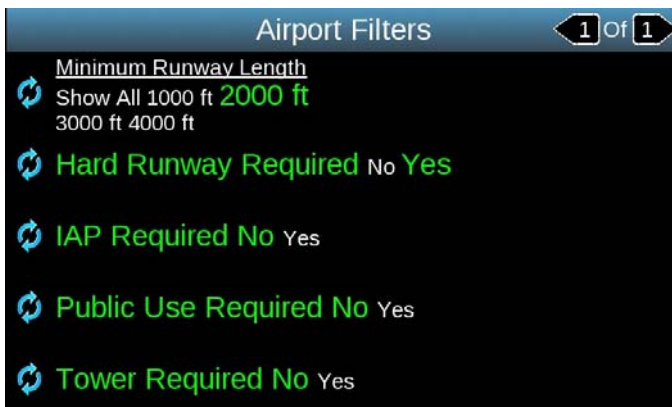 Airport Filters
1 Of 1
Minimum Runway Length
Show All 1000 ft 2000 ft
3000 ft 4000 ft
Hard Runway Required No Yes
IAP Required No Yes
Public Use Required No Yes
Tower Required No Yes